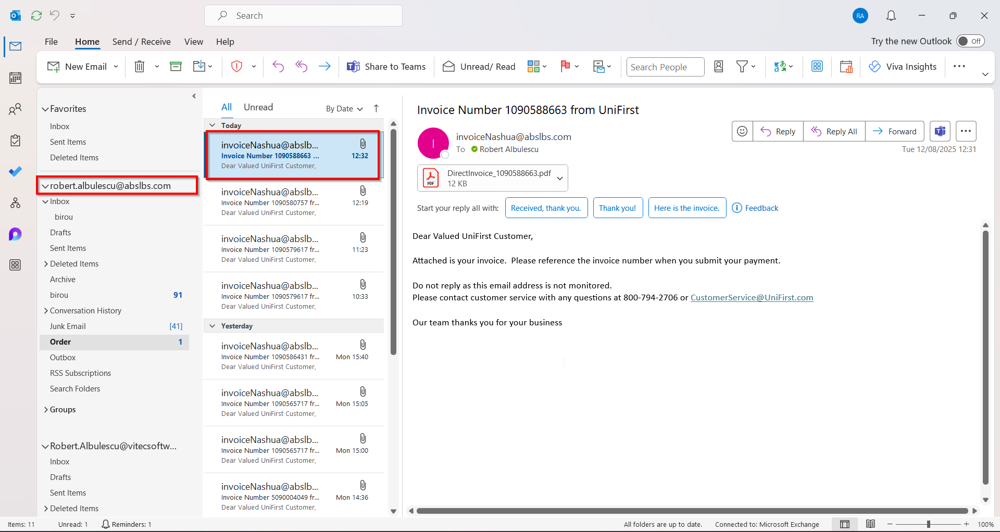 Search
RA
File
Home
Send / Receive
View
Help
Try the new Outlook
Off
New Email
Share to Teams
Unread/ Read
Search People
Viva Insights
Favorites
Inbox
Sent Items
Deleted Items
robert.albulescu@abslbs.com
Inbox
birou
Drafts
Sent Items
Deleted Items
Archive
birou 91
Conversation History
Junk Email [41]
Order 1
Outbox
RSS Subscriptions
Search Folders
Groups
Robert.Albulescu@vitecsoftw...
Inbox
Drafts
Sent Items
Deleted Items
All Unread By Date
Today
invoiceNashua@abslb...
Invoice Number 1090588663 ... 12:32
Dear Valued UniFirst Customer,
invoiceNashua@abslb...
Invoice Number 1090580757 fr... 12:19
Dear Valued UniFirst Customer,
invoiceNashua@abslb...
Invoice Number 1090579617 fr... 11:23
Dear Valued UniFirst Customer,
invoiceNashua@abslb...
Invoice Number 1090579617 fr... 10:33
Dear Valued UniFirst Customer,
Yesterday
invoiceNashua@abslb...
Invoice Number 1090586431 fr... Mon 15:40
Dear Valued UniFirst Customer,
invoiceNashua@abslb...
Invoice Number 1090565717 fr... Mon 15:05
Dear Valued UniFirst Customer,
invoiceNashua@abslb...
Invoice Number 1090565717 fr... Mon 15:00
Dear Valued UniFirst Customer,
invoiceNashua@abslb...
Invoice Number 5090004049 fr... Mon 14:36
Dear Valued UniFirst Customer,
Invoice Number 1090588663 from UniFirst
I
invoiceNashua@abslbs.com
To Robert Albulescu
Reply
Reply All
Forward
Tue 12/08/2025 12:31
PDF
DirectInvoice_1090588663.pdf
12 KB
Start your reply all with: Received, thank you. Thank you! Here is the invoice. Feedback
Dear Valued UniFirst Customer,
Attached is your invoice.  Please reference the invoice number when you submit your payment.
Do not reply as this email address is not monitored.
Please contact customer service with any questions at 800-794-2706 or CustomerService@UniFirst.com
Our team thanks you for your business
Items: 11
Unread: 1
Reminders: 1
All folders are up to date.
Connected to: Microsoft Exchange
100%